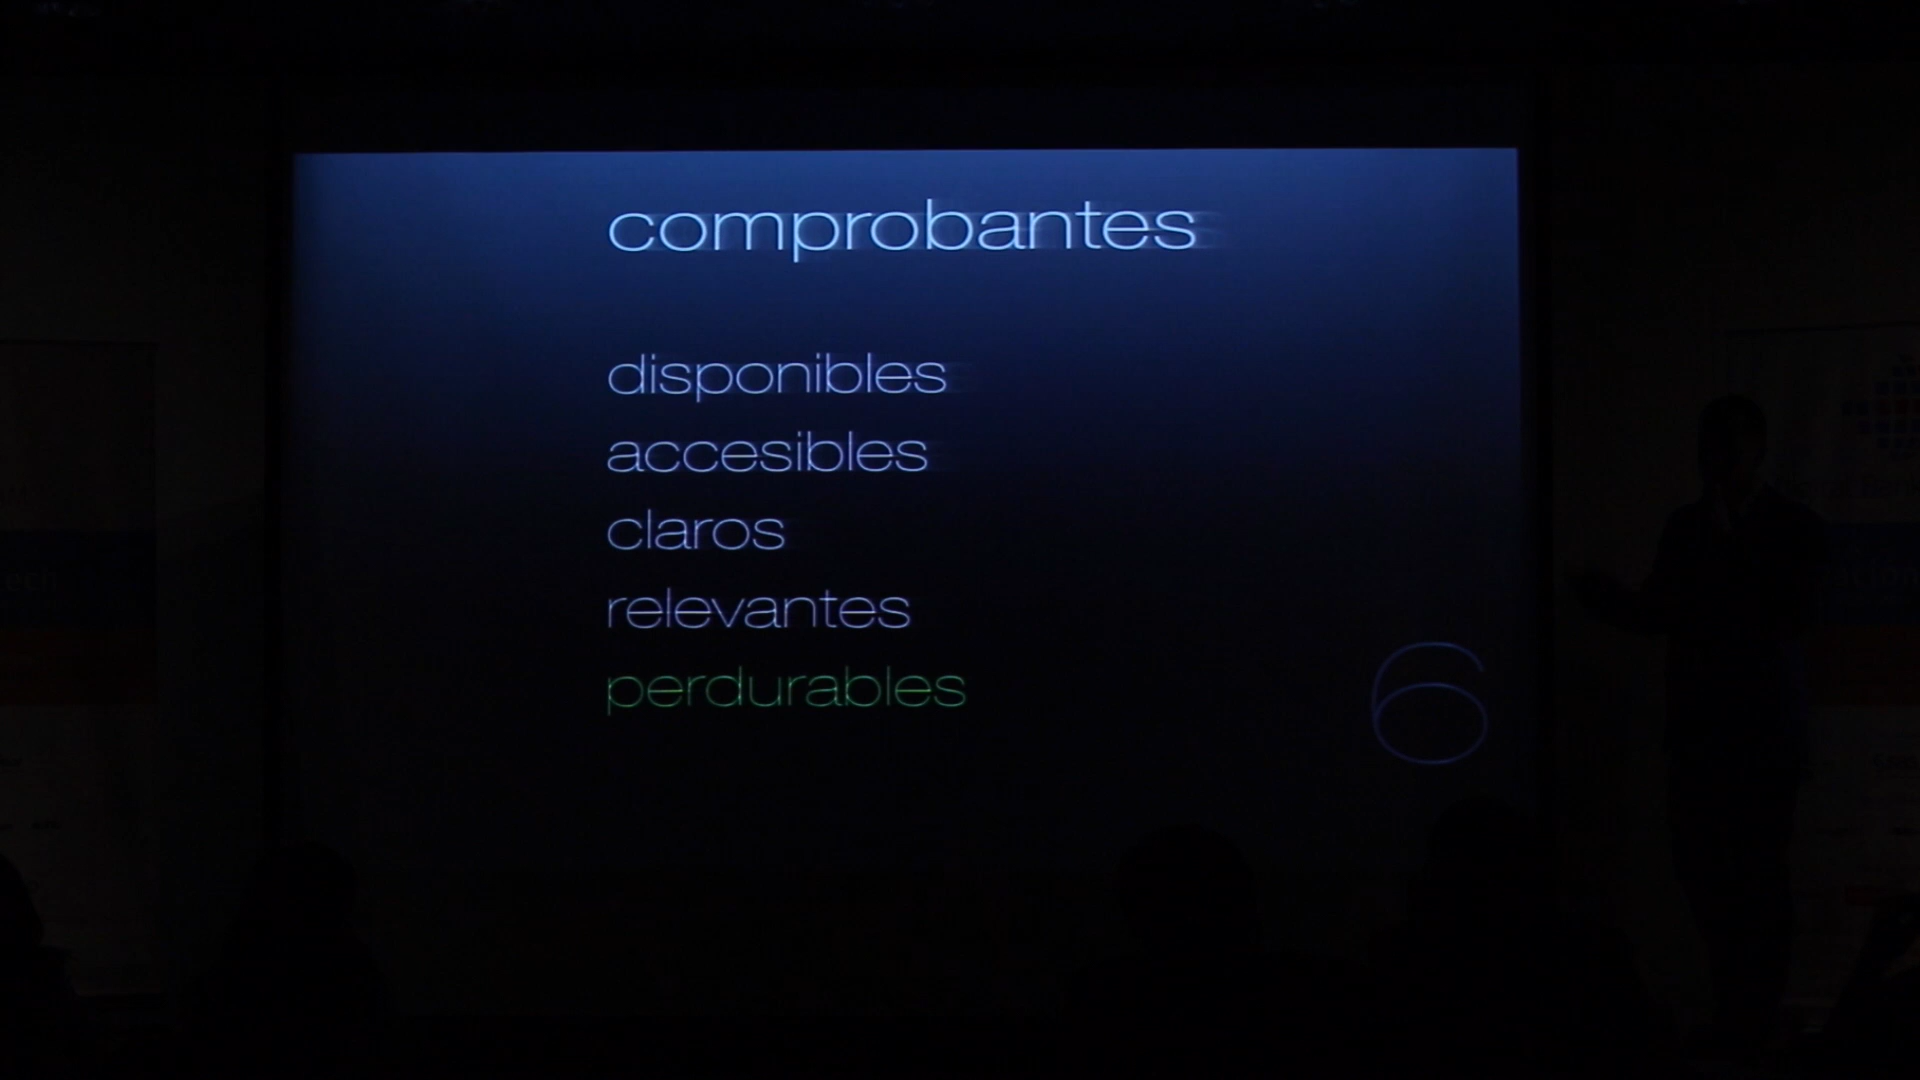 comprobantes
disponibles
accesibles
claros
relevantes
perdurables
6